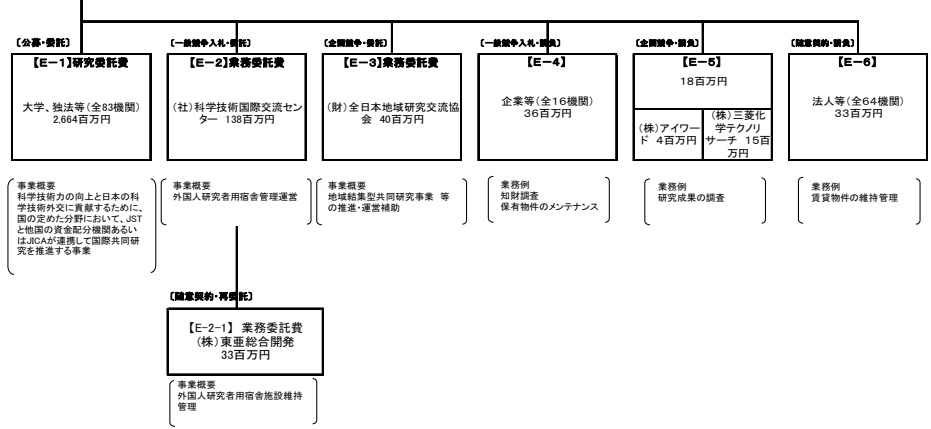 〔公募・委託〕
【E－1】研究委託費
大学、独法等(全83機関)
2,664百万円
事業概要
科学技術力の向上と日本の科
学技術外交に貢献するために、
国の定めた分野において、JST
と他国の資金配分機関あるい
はJICAが連携して国際共同研
究を推進する事業
〔一般競争入札・委託〕
【E－2】業務委託費
(社)科学技術国際交流セン
ター 138百万円
事業概要
外国人研究者用宿舎管理運営
〔企画競争・委託〕
【E－3】業務委託費
(財)全日本地域研究交流協
会 40百万円
事業概要
地域結集型共同研究事業 等
の推進・運営補助
〔一般競争入札・請負〕
【E－4】
企業等(全16機関)
36百万円
業務例
知財調査
保有物件のメンテナンス
〔企画競争・請負〕
【E－5】
18百万円
(株)アイワー
ド 4百万円
(株)三菱化
学テクノリ
サーチ 15百
万円
業務例
研究成果の調査
〔随意契約・請負〕
【E－6】
法人等(全64機関)
33百万円
業務例
賃貸物件の維持管理
〔随意契約・再委託〕
【E-2-1】 業務委託費
(株)東亜総合開発
33百万円
事業概要
外国人研究者用宿舎施設維持
管理